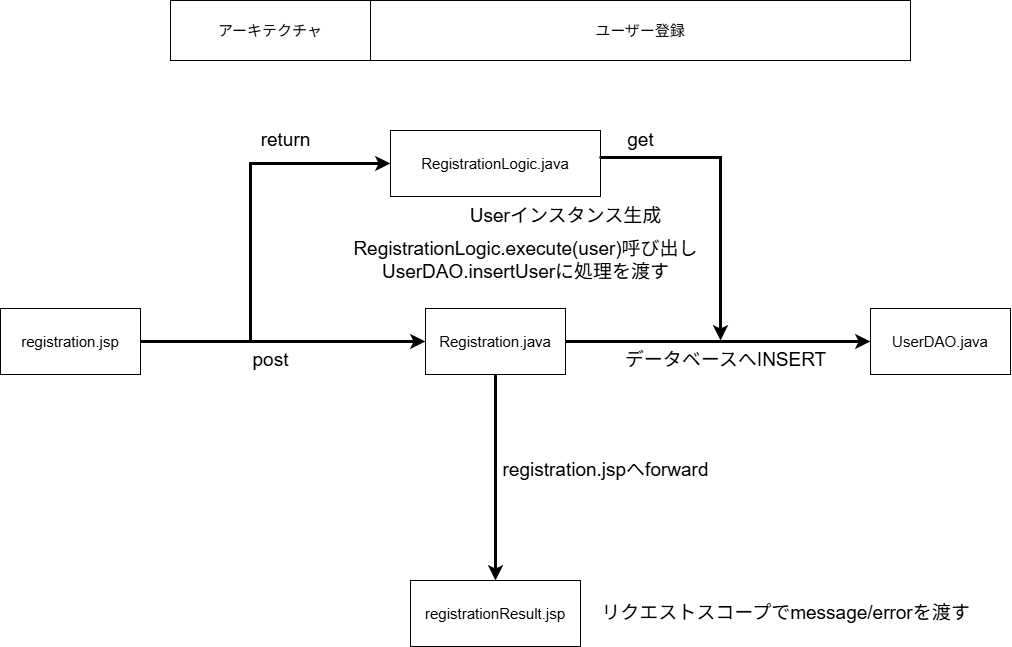 アーキテクチャ
ユーザー登録
return
get
RegistrationLogic.java
Userインスタンス生成
RegistrationLogic.execute(user)呼び出し
UserDAO.insertUserに処理を渡す
registration.jsp
Registration.java
UserDAO.java
post
データベースへINSERT
registration.jspへforward
registrationResult.jsp
リクエストスコープでmessage/errorを渡す